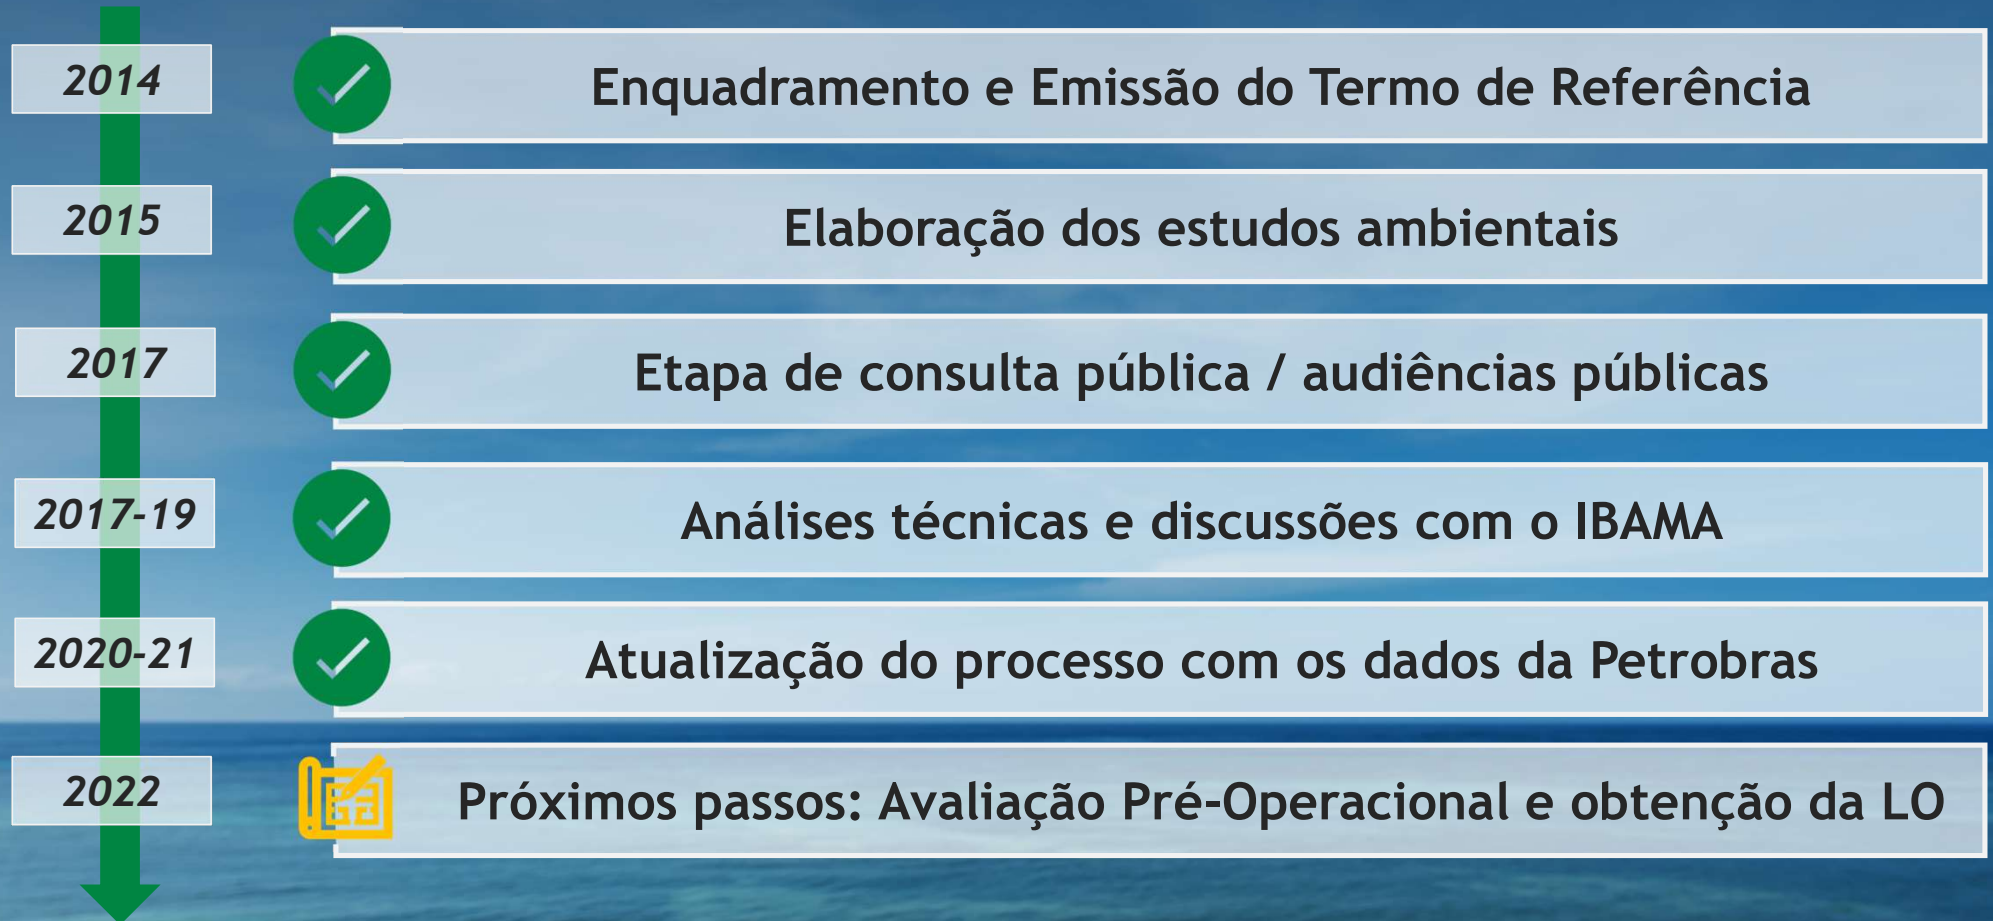 2014
Enquadramento e Emissão do Termo de Referência
2015
Elaboração dos estudos ambientais
2017
Etapa de consulta pública / audiências públicas
2017-19
Análises técnicas e discussões com o IBAMA
2020-21
Atualização do processo com os dados da Petrobras
2022
Próximos passos: Avaliação Pré-Operacional e obtenção da LO